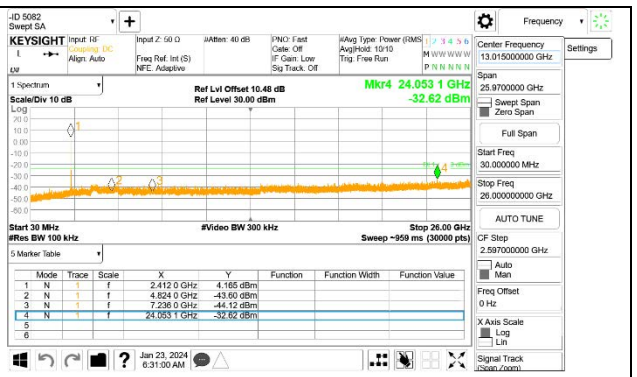 -ID 5082
Swept SA
Frequency
Settings
KEYSIGHT
Input: RF
Coupling: DC
Align: Auto
Input Z: 50 Ω
Freq Ref: Int (S)
NFE: Adaptive
#Atten: 40 dB
PNO: Fast
Gate: Off
IF Gain: Low
Sig Track: Off
#Avg Type: Power (RMS
Avg|Hold: 10/10
Trig: Free Run
1 2 3 4 5 6
M W W W W W
P N N N N N
1 Spectrum
Scale/Div 10 dB
Log
Ref Lvl Offset 10.48 dB
Ref Level 30.00 dBm
Mkr4 24.053 1 GHz
-32.62 dBm
20.0
10.0
0.00
-10.0
-20.0
-30.0
-40.0
-50.0
-60.0
1
2
3
4
Start 30 MHz
#Res BW 100 kHz
#Video BW 300 kHz
Stop 26.00 GHz
Sweep ~959 ms (30000 pts)
5 Marker Table
Mode Trace Scale X Y Function Function Width Function Value
1 N 1 f 2.412 0 GHz 4.165 dBm
2 N 1 f 4.824 0 GHz -43.60 dBm
3 N 1 f 7.236 0 GHz -44.12 dBm
4 N 1 f 24.053 1 GHz -32.62 dBm
5
6
Jan 23, 2024
6:31:00 AM
Center Frequency
13.015000000 GHz
Span
25.9700000 GHz
Swept Span
Zero Span
Full Span
Start Freq
30.000000 MHz
Stop Freq
26.000000000 GHz
AUTO TUNE
CF Step
2.597000000 GHz
Auto
Man
Freq Offset
0 Hz
X Axis Scale
Log
Lin
Signal Track
(Span Zoom)